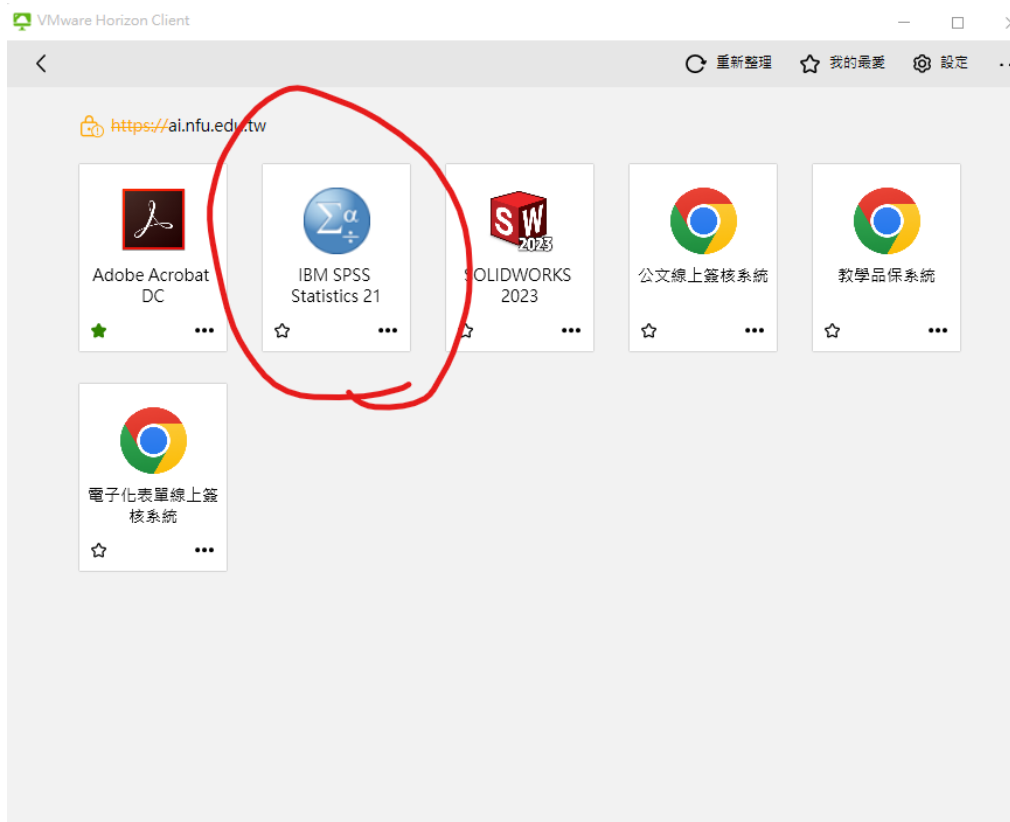 VMware Horizon Client
重新整理 我的最愛 設定
https://ai.nfu.edu.tw
Adobe Acrobat
DC
IBM SPSS
Statistics 21
SW
2023
SOLIDWORKS
2023
公文線上簽核系統
教學品保系統
電子化表單線上簽
核系統